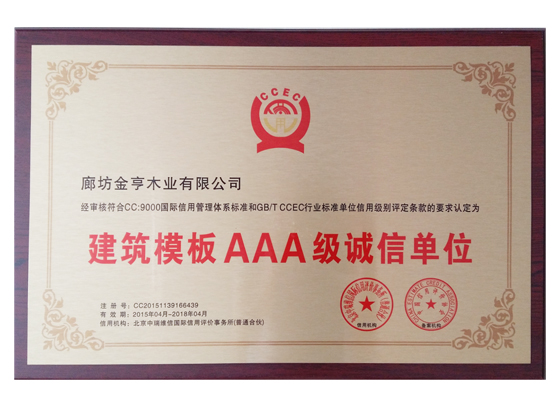 CCEC
廊坊金亨木业有限公司
经审核符合CC:9000国际信用管理体系标准和GB/T CCEC行业标准单位信用级别评定条款的要求认定为
建筑模板AAA级诚信单位
注 册 号: CC20151139166439
有 效 期: 2015年04月-2018年04月
信用机构: 北京中瑞维信国际信用评价事务所(普通合伙)
信用机构
备案机构